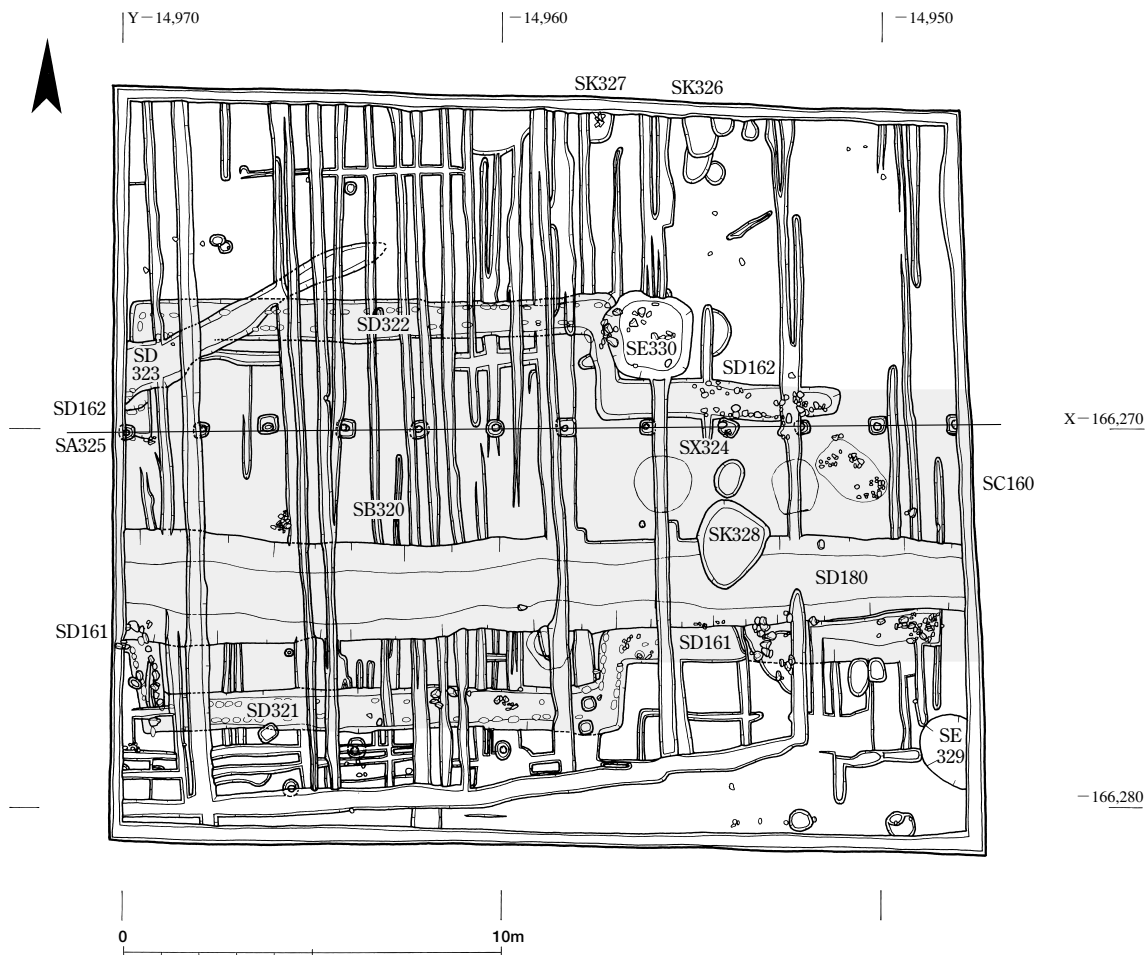 Y−14,970
−14,960
−14,950
SK327
SK326
SD322
SE330
SD
323
SD162
SD162
X−166,270
SA325
SX324
SC160
SB320
SK328
SD180
SD161
SD161
SD321
SE
329
−166,280
0
10m